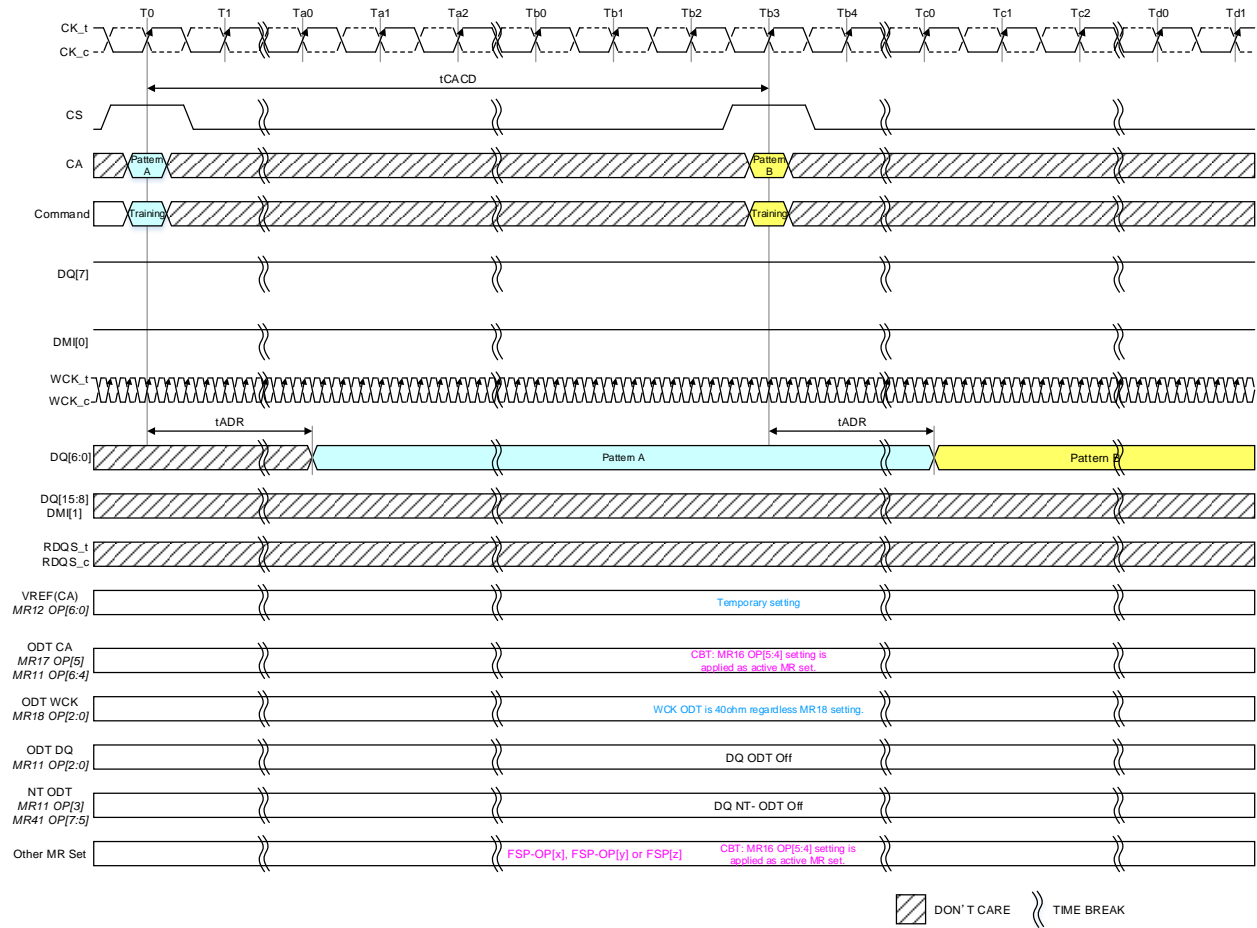 T0 T1 Ta0 Ta1 Ta2 Tb0 Tb1 Tb2 Tb3 Tb4 Tc0 Tc1 Tc2 Td0 Td1
CK_t
CK_c
tCACD
CS
CA
Pattern
A
Pattern
B
Command
Training
Training
DQ[7]
DMI[0]
WCK_t
WCK_c
tADR
tADR
DQ[6:0]
Pattern A
Pattern B
DQ[15:8]
DMI[1]
RDQS_t
RDQS_c
VREF(CA)
MR12 OP[6:0]
Temporary setting
ODT CA
MR17 OP[5]
MR11 OP[6:4]
CBT: MR16 OP[5:4] setting is
applied as active MR set.
ODT WCK
MR18 OP[2:0]
WCK ODT is 40ohm regardless MR18 setting.
ODT DQ
MR11 OP[2:0]
DQ ODT Off
NT ODT
MR11 OP[3]
MR41 OP[7:5]
DQ NT- ODT Off
Other MR Set
FSP-OP[x], FSP-OP[y] or FSP[z]
CBT: MR16 OP[5:4] setting is
applied as active MR set.
DON'T CARE
TIME BREAK